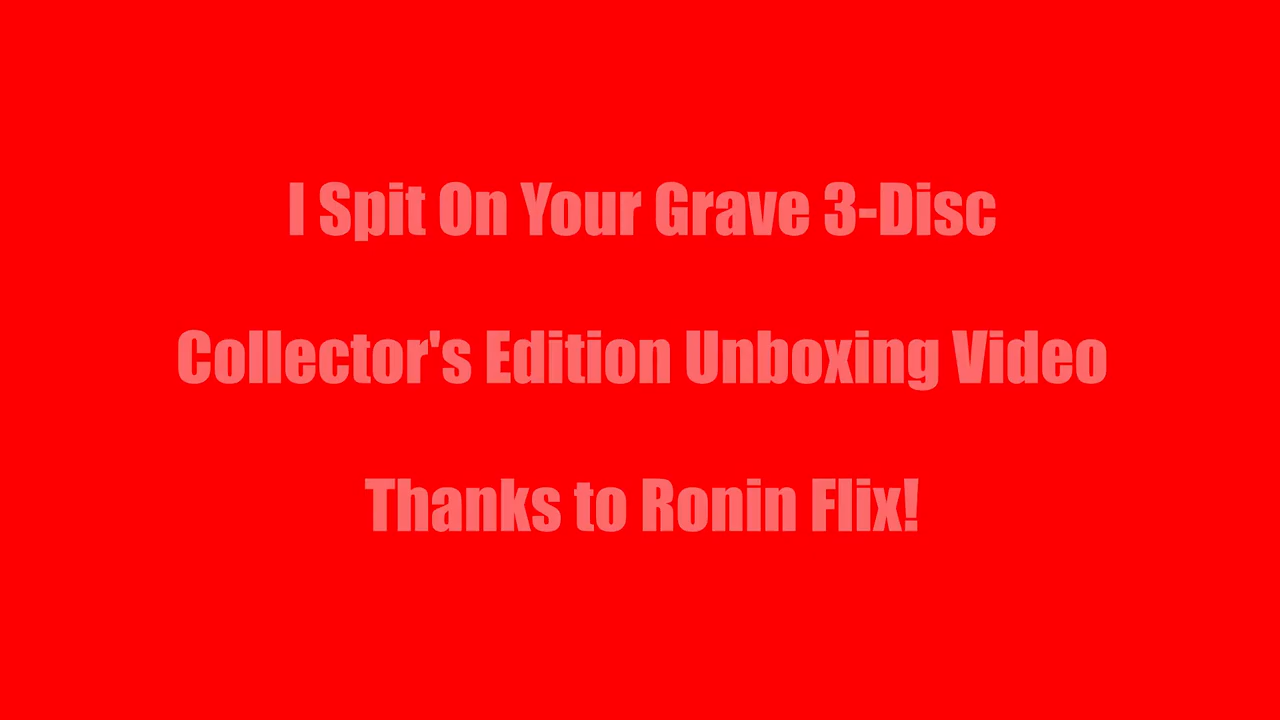 I Spit On Your Grave 3-Disc
Collector's Edition Unboxing Video
Thanks to Ronin Flix!